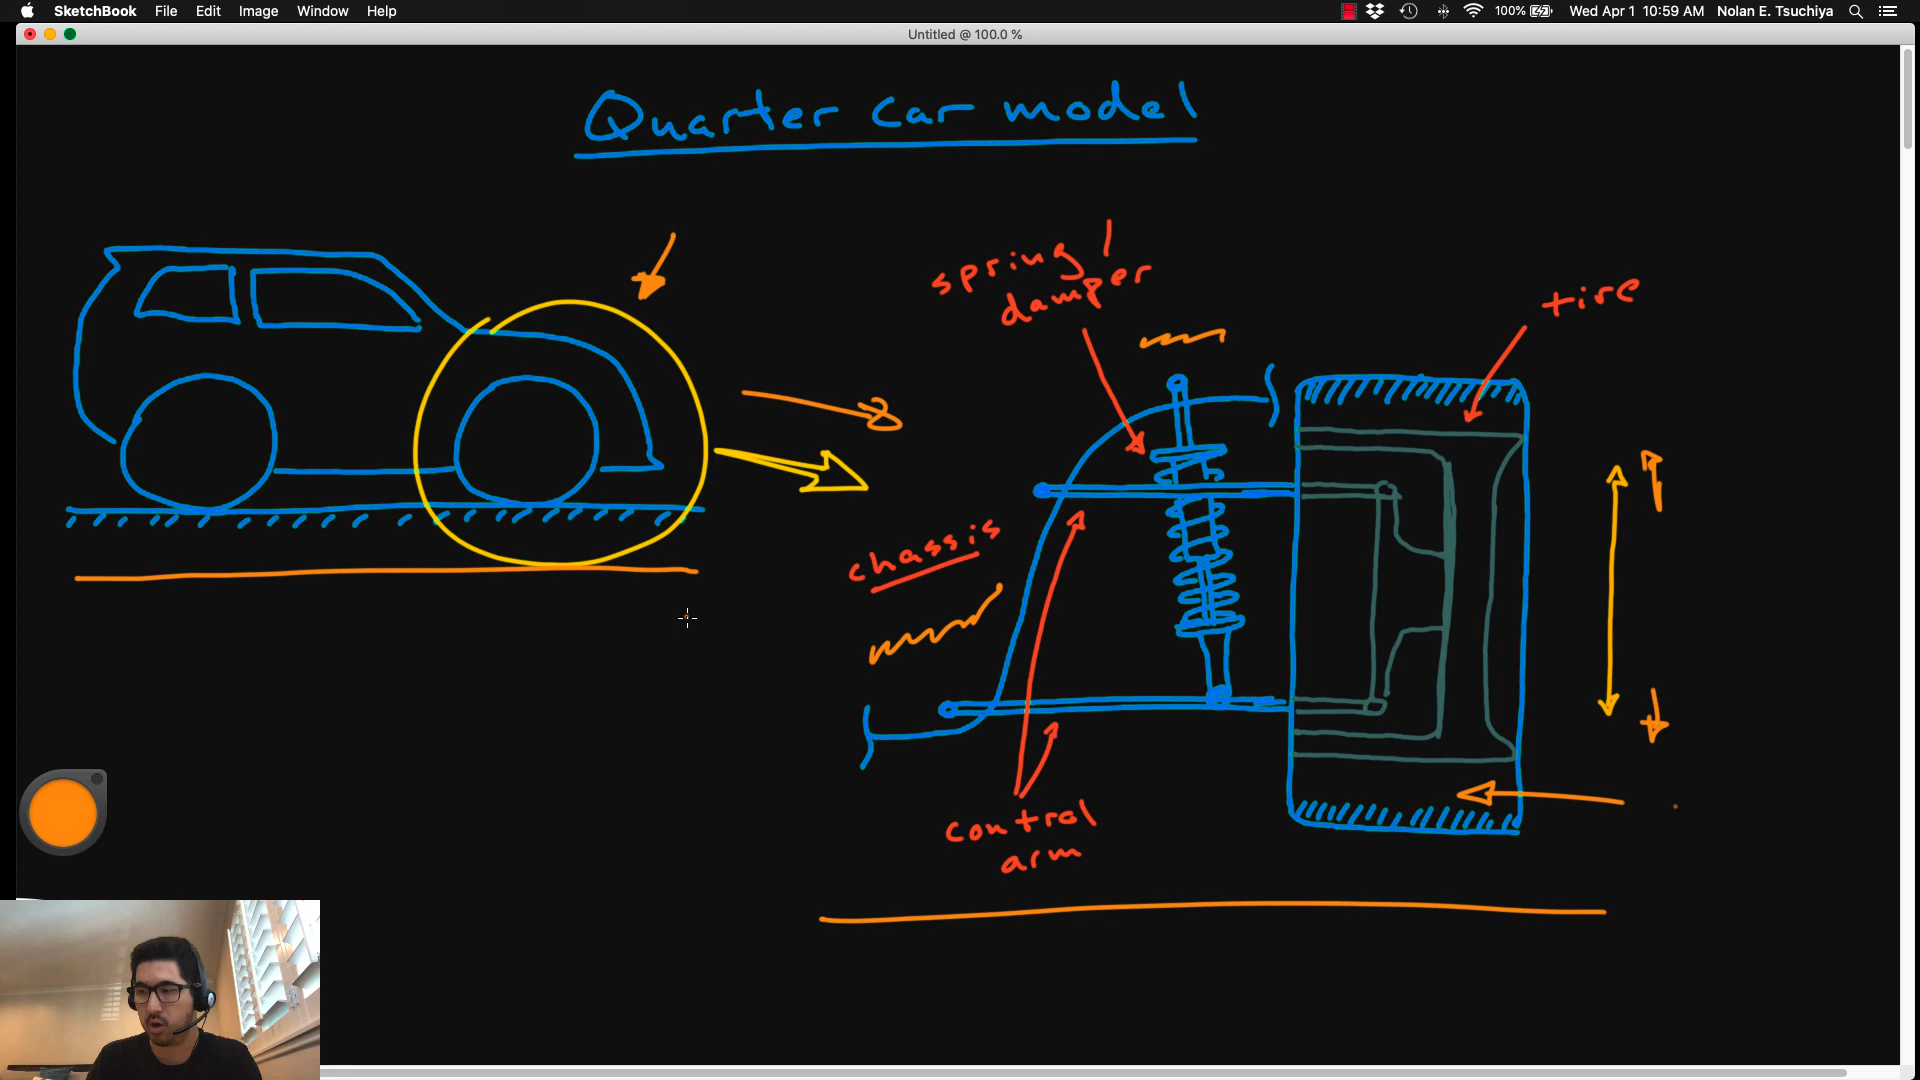 SketchBook File Edit Image Window Help 100% Wed Apr 1 10:59 AM Nolan E. Tsuchiya
Untitled @ 100.0 %
Quarter car model
spring /
damper
tire
chassis
control
arm